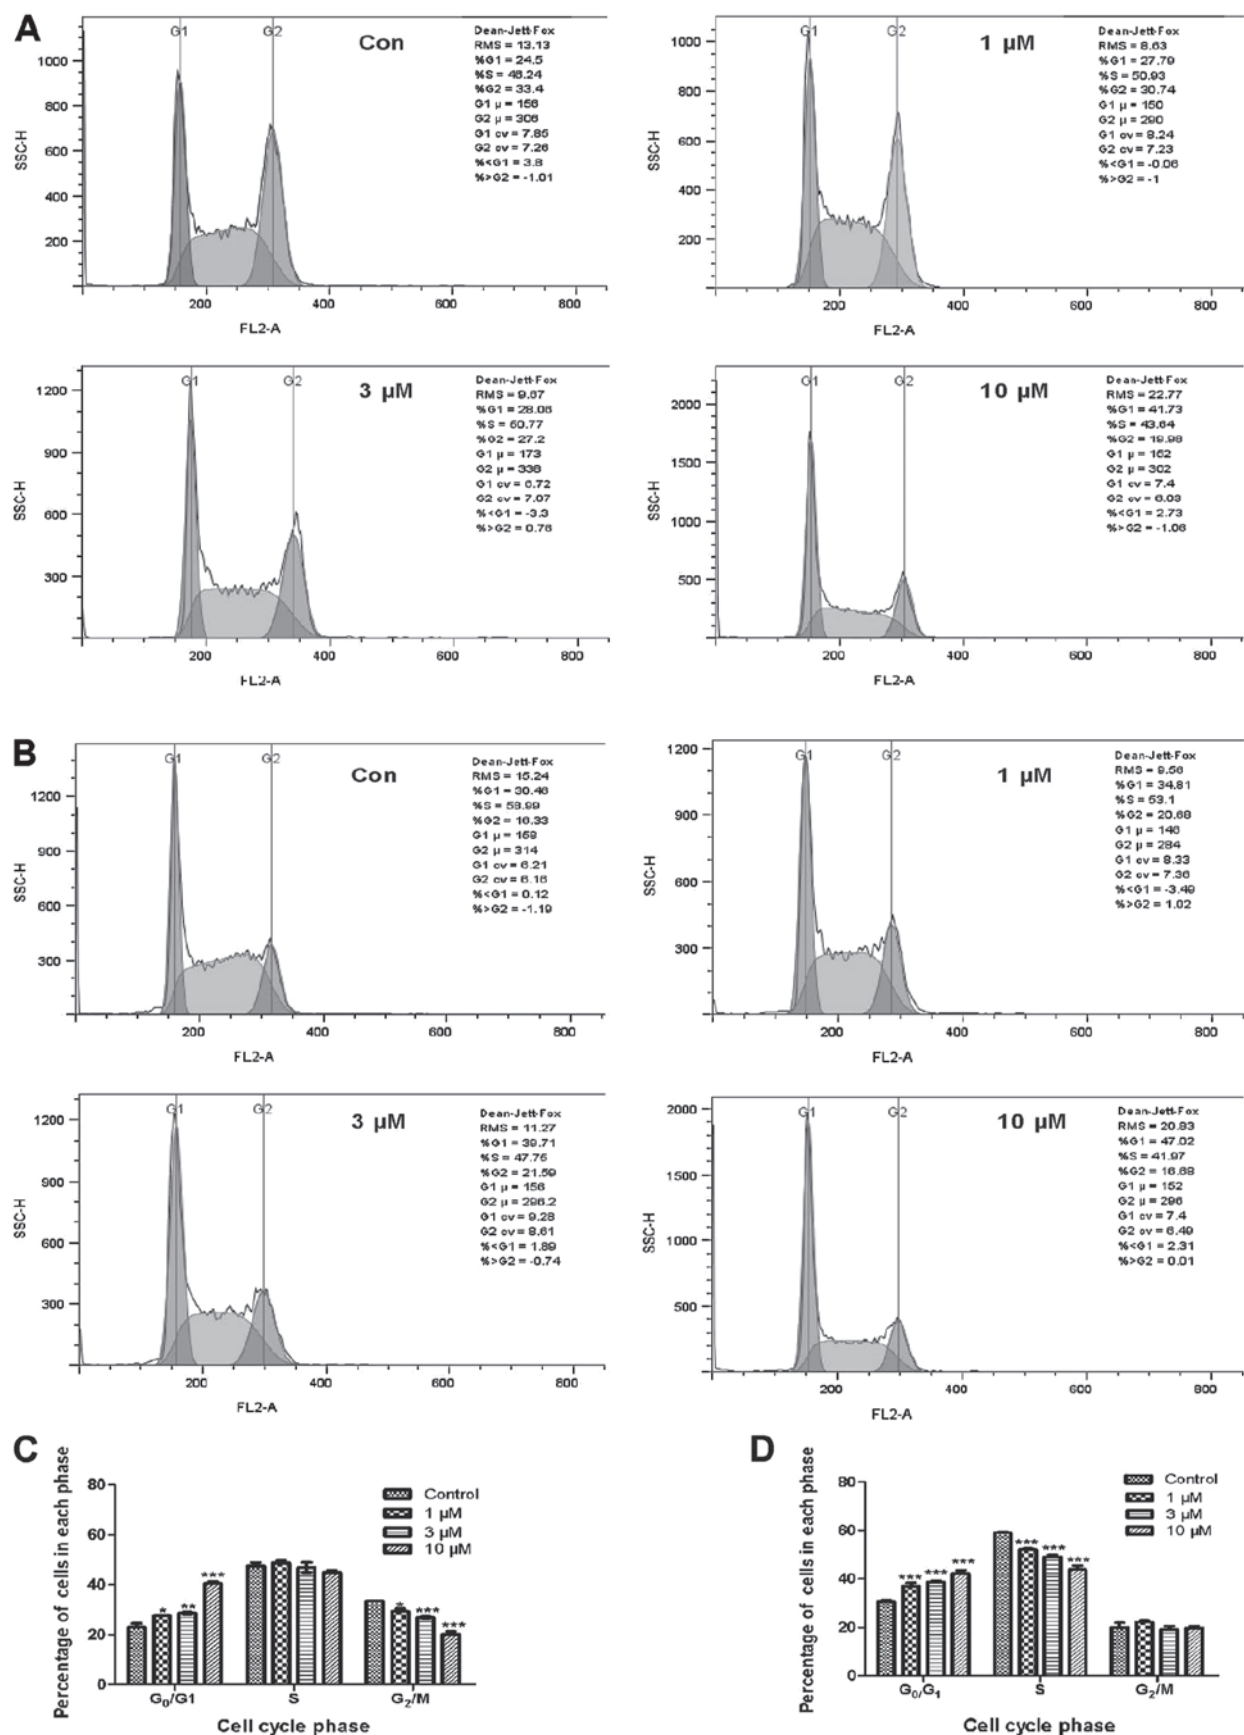 A
G1
G2
Con
Dean-Jett-Fox
RMS = 13.13
%G1 = 24.5
%S = 46.24
%G2 = 33.4
G1 µ = 156
G2 µ = 306
G1 cv = 7.85
G2 cv = 7.26
%<G1 = 3.8
%>G2 = -1.01
1000
800
600
400
200
SSC-H
200
400
600
800
FL2-A
G1
G2
1 µM
Dean-Jett-Fox
RMS = 8.63
%G1 = 27.79
%S = 50.93
%G2 = 30.74
G1 µ = 150
G2 µ = 290
G1 cv = 8.24
G2 cv = 7.23
%<G1 = -0.06
%>G2 = -1
1000
800
600
400
200
SSC-H
200
400
600
800
FL2-A
G1
G2
3 µM
Dean-Jett-Fox
RMS = 9.67
%G1 = 28.06
%S = 50.77
%G2 = 27.2
G1 µ = 173
G2 µ = 338
G1 cv = 6.72
G2 cv = 7.07
%<G1 = -3.3
%>G2 = 0.76
1200
900
600
300
SSC-H
200
400
600
800
FL2-A
G1
G2
10 µM
Dean-Jett-Fox
RMS = 22.77
%G1 = 41.73
%S = 43.64
%G2 = 19.98
G1 µ = 152
G2 µ = 302
G1 cv = 7.4
G2 cv = 6.03
%<G1 = 2.73
%>G2 = -1.06
2000
1500
1000
500
SSC-H
200
400
600
800
FL2-A
B
G1
G2
Con
Dean-Jett-Fox
RMS = 15.24
%G1 = 30.46
%S = 58.99
%G2 = 16.33
G1 µ = 159
G2 µ = 314
G1 cv = 6.21
G2 cv = 6.16
%<G1 = 0.12
%>G2 = -1.19
1200
900
600
300
SSC-H
200
400
600
800
FL2-A
G1
G2
1 µM
Dean-Jett-Fox
RMS = 9.56
%G1 = 34.81
%S = 53.1
%G2 = 20.68
G1 µ = 146
G2 µ = 284
G1 cv = 8.33
G2 cv = 7.36
%<G1 = -3.49
%>G2 = 1.02
1200
900
600
300
SSC-H
200
400
600
800
FL2-A
G1
G2
3 µM
Dean-Jett-Fox
RMS = 11.27
%G1 = 39.71
%S = 47.75
%G2 = 21.59
G1 µ = 156
G2 µ = 296.2
G1 cv = 9.28
G2 cv = 8.61
%<G1 = 1.89
%>G2 = -0.74
1200
900
600
300
SSC-H
200
400
600
800
FL2-A
G1
G2
10 µM
Dean-Jett-Fox
RMS = 20.83
%G1 = 47.02
%S = 41.97
%G2 = 16.68
G1 µ = 152
G2 µ = 296
G1 cv = 7.4
G2 cv = 6.49
%<G1 = 2.31
%>G2 = 0.01
2000
1500
1000
500
SSC-H
200
400
600
800
FL2-A
C
Percentage of cells in each phase
80
60
40
20
0
Control
1 µM
3 µM
10 µM
* ** ***
* *** ***
G₀/G1 S G₂/M
Cell cycle phase
D
Percentage of cells in each phase
80
60
40
20
0
Control
1 µM
3 µM
10 µM
*** *** ***
*** *** ***
G₀/G₁ S G₂/M
Cell cycle phase